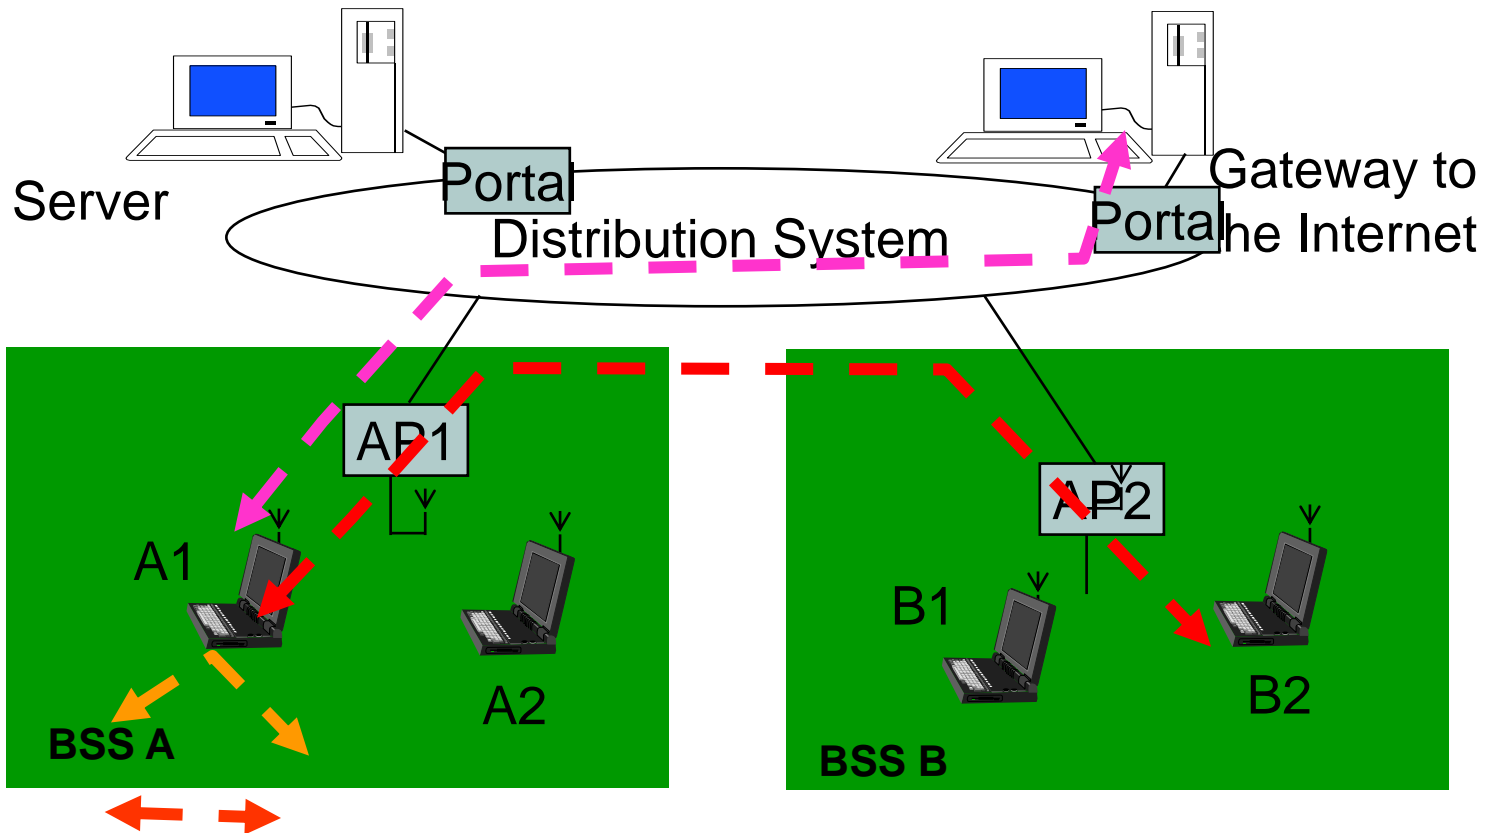 Server
Portal
Distribution System
Portal
Gateway to
the Internet
AP1
A1
A2
BSS A
AP2
B1
B2
BSS B